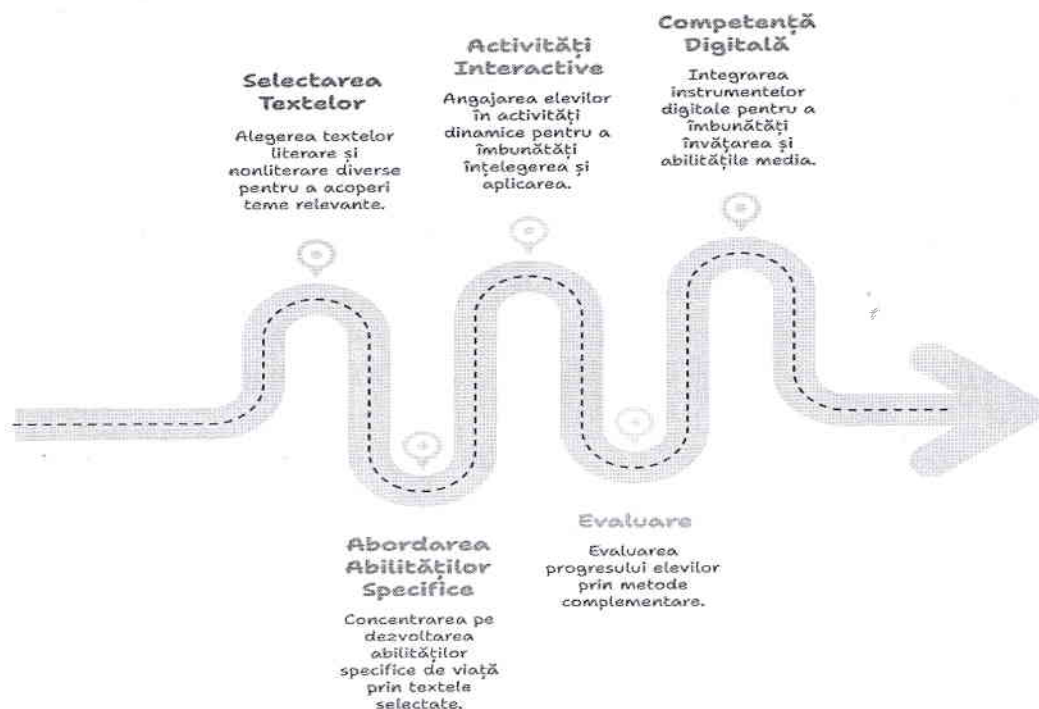 Selectarea
Textelor
Alegerea textelor
literare și
nonliterare diverse
pentru a acoperi
teme relevante.
Abordarea
Abilităților
Specifice
Concentrarea pe
dezvoltarea
abilităților
specifice de viață
prin textele
selectate.
Activități
Interactive
Angajarea elevilor
în activități
dinamice pentru a
îmbunătăți
înțelegerea și
aplicarea.
Evaluare
Evaluarea
progresului elevilor
prin metode
complementare.
Competență
Digitală
Integrarea
instrumentelor
digitale pentru a
îmbunătăți
învățarea și
abilitățile media.